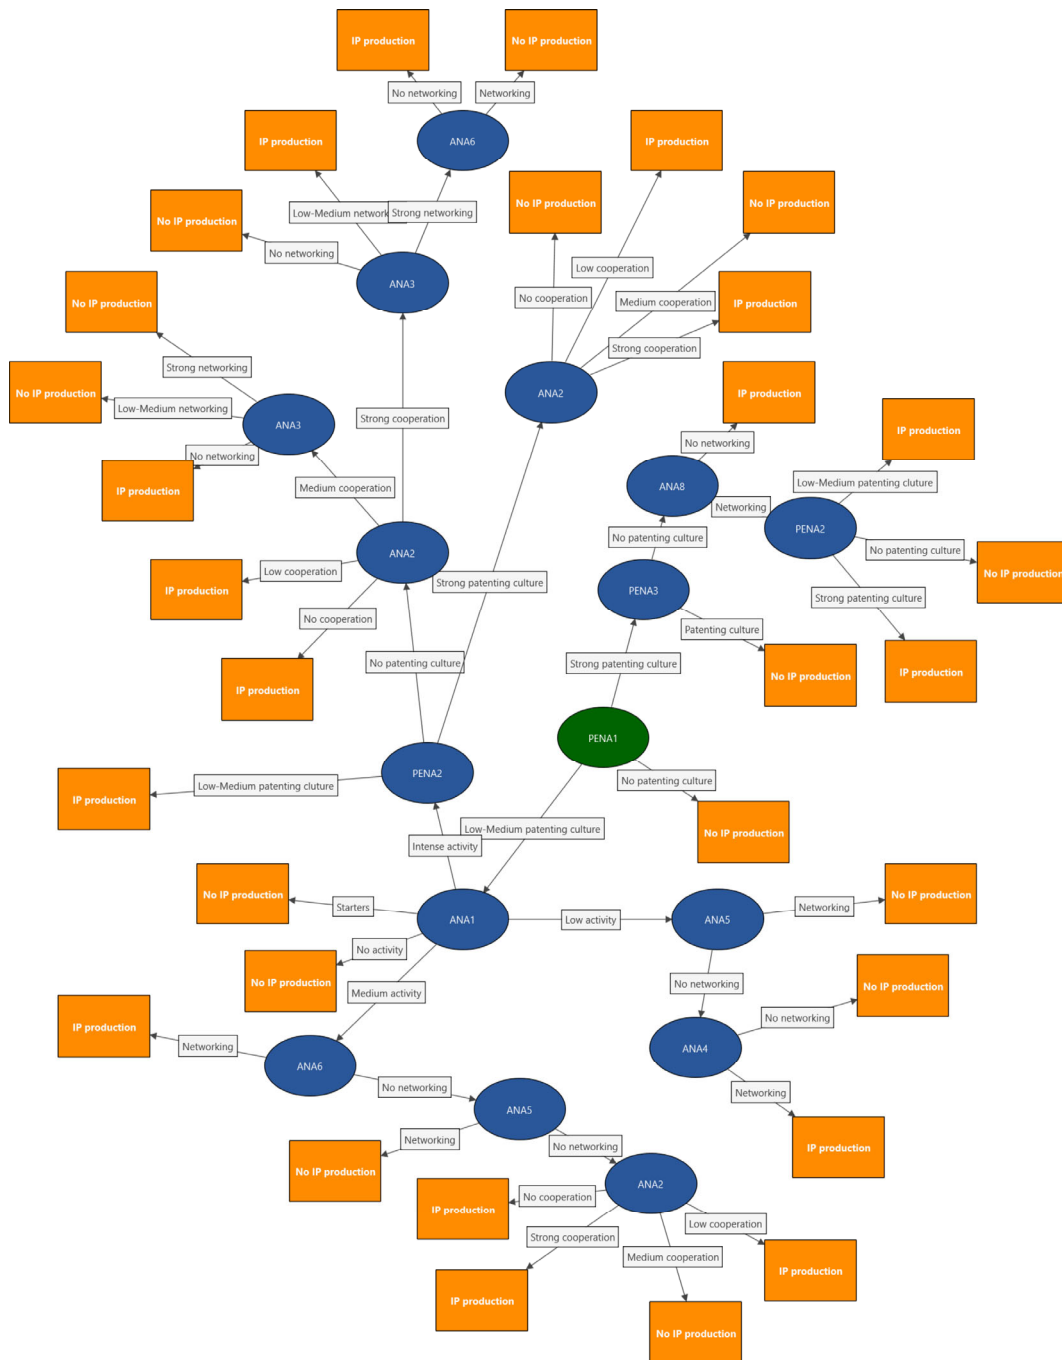 IP production
No IP production
No networking
Networking
ANA6
IP production
IP production
No IP production
No IP production
No IP production
Low-Medium network
Strong networking
No networking
Low cooperation
ANA3
No IP production
No cooperation
Medium cooperation
IP production
Strong cooperation
Strong networking
No IP production
ANA2
IP production
Low-Medium networking
ANA3
Strong cooperation
No networking
IP production
No networking
Low-Medium patenting cluture
IP production
Medium cooperation
ANA8
Networking
PENA2
No patenting culture
ANA2
No patenting culture
No IP production
Low cooperation
Strong patenting culture
IP production
PENA3
Strong patenting culture
No cooperation
Patenting culture
No patenting culture
Strong patenting culture
IP production
No IP production
IP production
PENA1
PENA2
No patenting culture
IP production
Low-Medium patenting cluture
Low-Medium patenting culture
No IP production
Intense activity
No IP production
No IP production
Starters
Networking
ANA1
Low activity
ANA5
No activity
No IP production
No networking
No IP production
Medium activity
IP production
No networking
Networking
ANA4
ANA6
No networking
Networking
ANA5
Networking
No networking
IP production
No IP production
ANA2
No cooperation
IP production
Low cooperation
Strong cooperation
Medium cooperation
IP production
IP production
No IP production